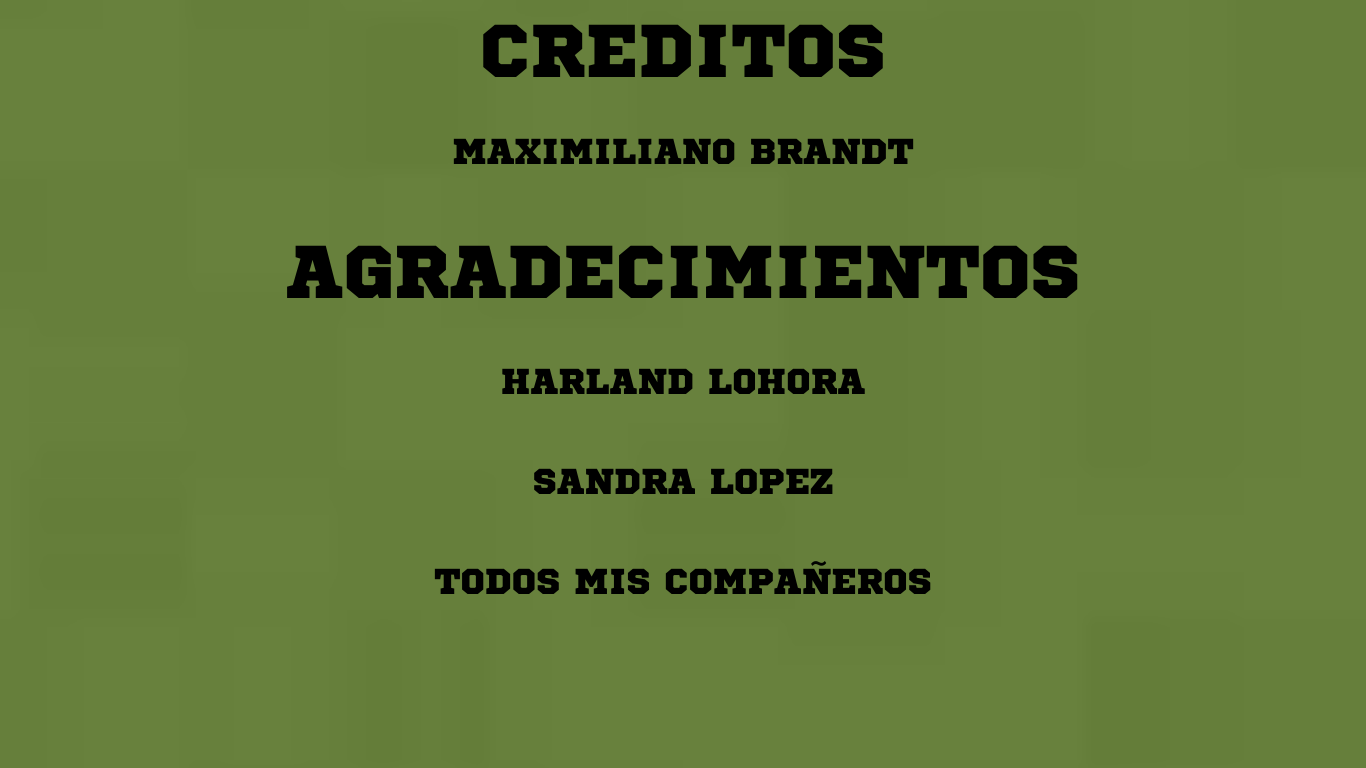 CREDITOS
MAXIMILIANO BRANDT
AGRADECIMIENTOS
HARLAND LOHORA
SANDRA LOPEZ
TODOS MIS COMPAÑEROS